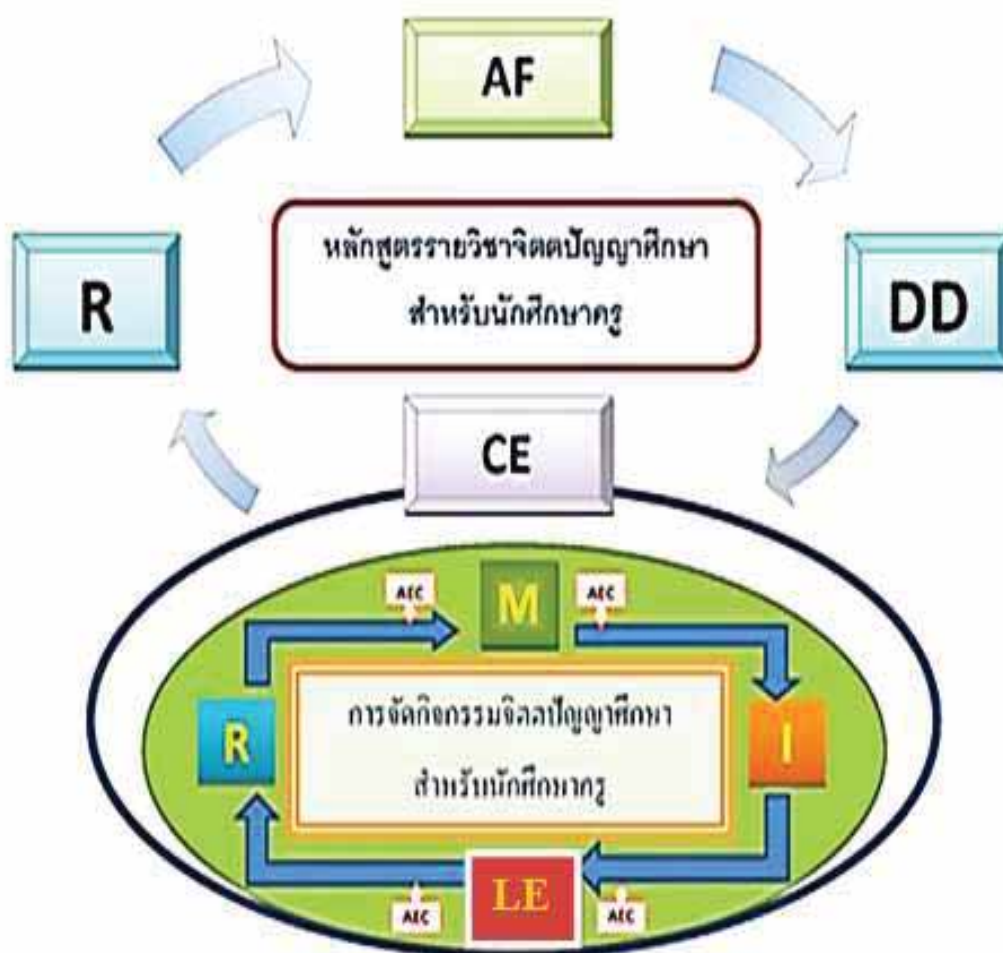 AF
หลักสูตรรายวิชาจิตตปัญญาศึกษา
สำหรับนักศึกษาครู
R
DD
CE
AEC
M
AEC
R
การจัดกิจกรรมจิตตปัญญาศึกษา
สำหรับนักศึกษาครู
I
AEC
LE
AEC